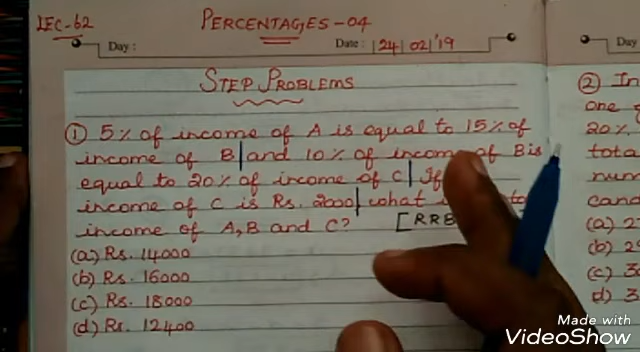 LEC-62
PERCENTAGES-04
Day :
Date : 24/02/'19
Day
STEP PROBLEMS
① 5% of income of A is equal to 15% of
income of B and 10% of income of B is
equal to 20% of income of C. If
income of C is Rs. 2000 what
income of A, B and C? [RRB
(a) Rs. 14000
(b) Rs. 16000
(c) Rs. 18000
(d) Rs. 12400
② In
one
20%,
tota
num
can
(a) 2
(b) 2
(c) 3
d) 3
Made with
VideoShow